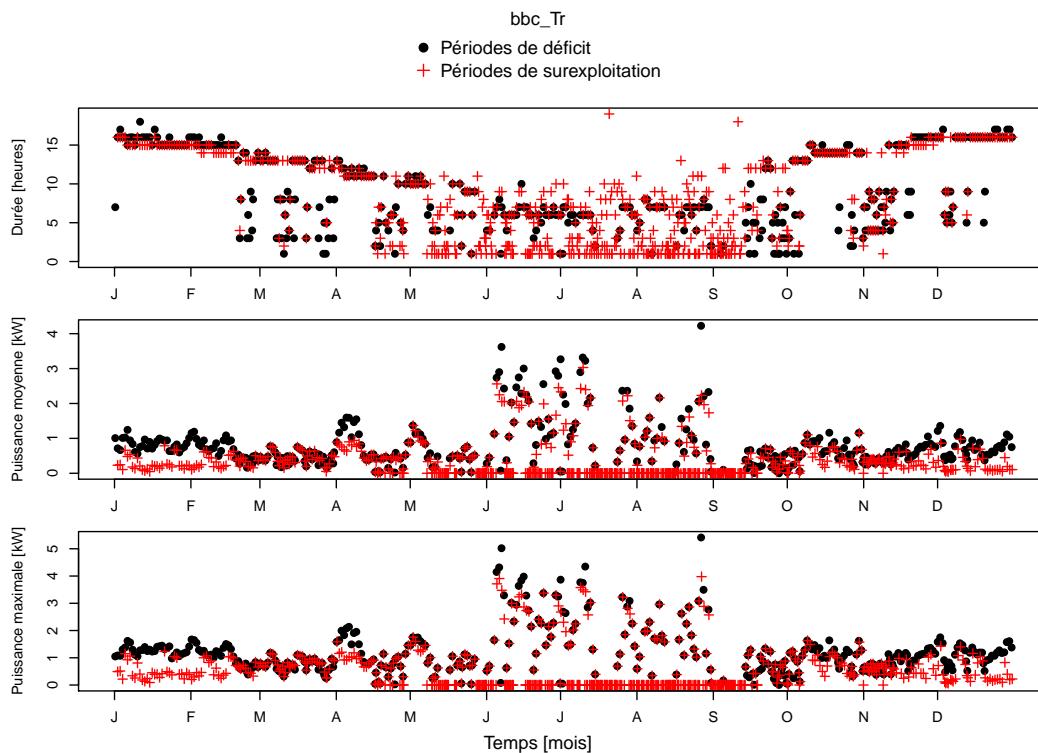 bbc_Tr
Périodes de déficit
Périodes de surexploitation
Durée [heures]
15
10
5
0
J F M A M J J A S O N D
Puissance moyenne [kW]
4
3
2
1
0
J F M A M J J A S O N D
Puissance maximale [kW]
5
4
3
2
1
0
J F M A M J J A S O N D
Temps [mois]